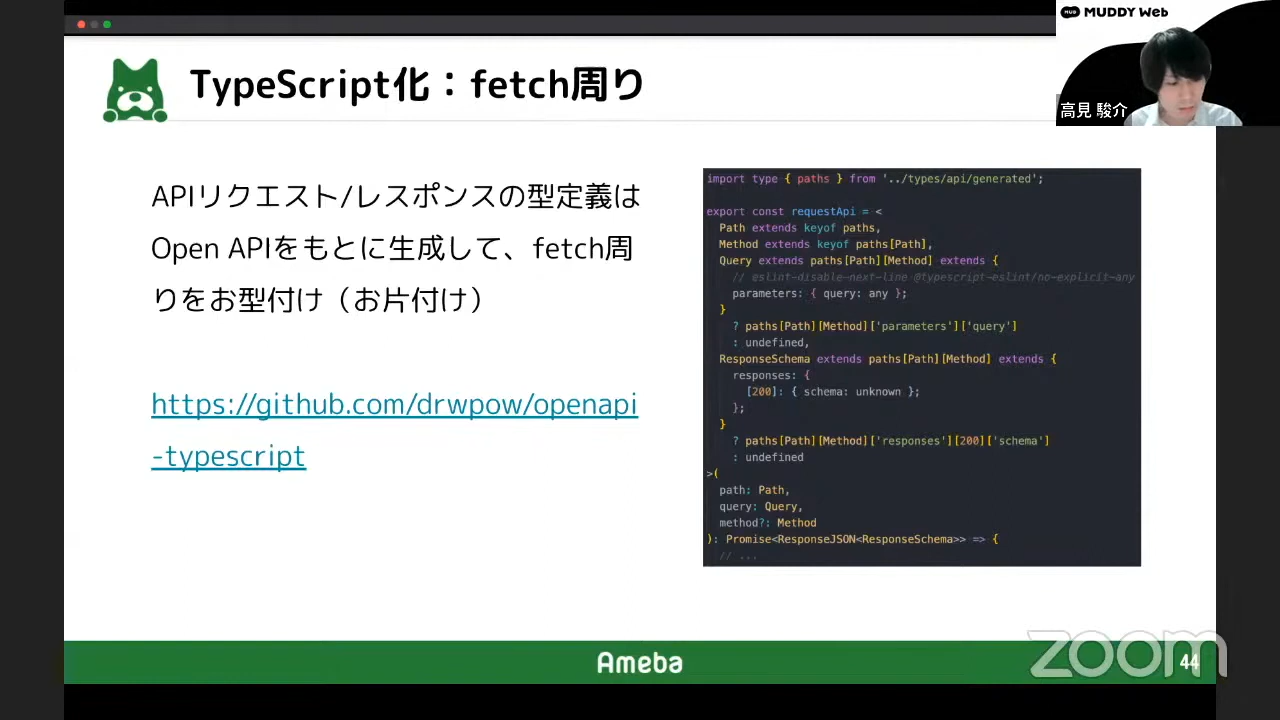 MUDDY Web
高見 駿介
TypeScript化：fetch周り
APIリクエスト/レスポンスの型定義は
Open APIをもとに生成して、fetch周
りをお型付け（お片付け）
https://github.com/drwpow/openapi
-typescript
import type { paths } from '../types/api/generated';
export const requestApi = <
Path extends keyof paths,
Method extends keyof paths[Path],
Query extends paths[Path][Method] extends {
// @eslint-disable-next-line @typescript-eslint/no-explicit-any
parameters: { query: any };
}
? paths[Path][Method]['parameters']['query']
: undefined,
ResponseSchema extends paths[Path][Method] extends {
responses: {
[200]: { schema: unknown };
};
}
? paths[Path][Method]['responses'][200]['schema']
: undefined
>(
path: Path,
query: Query,
method?: Method
): Promise<ResponseJSON<ResponseSchema>> => {
// ...
Ameba
zoom
44